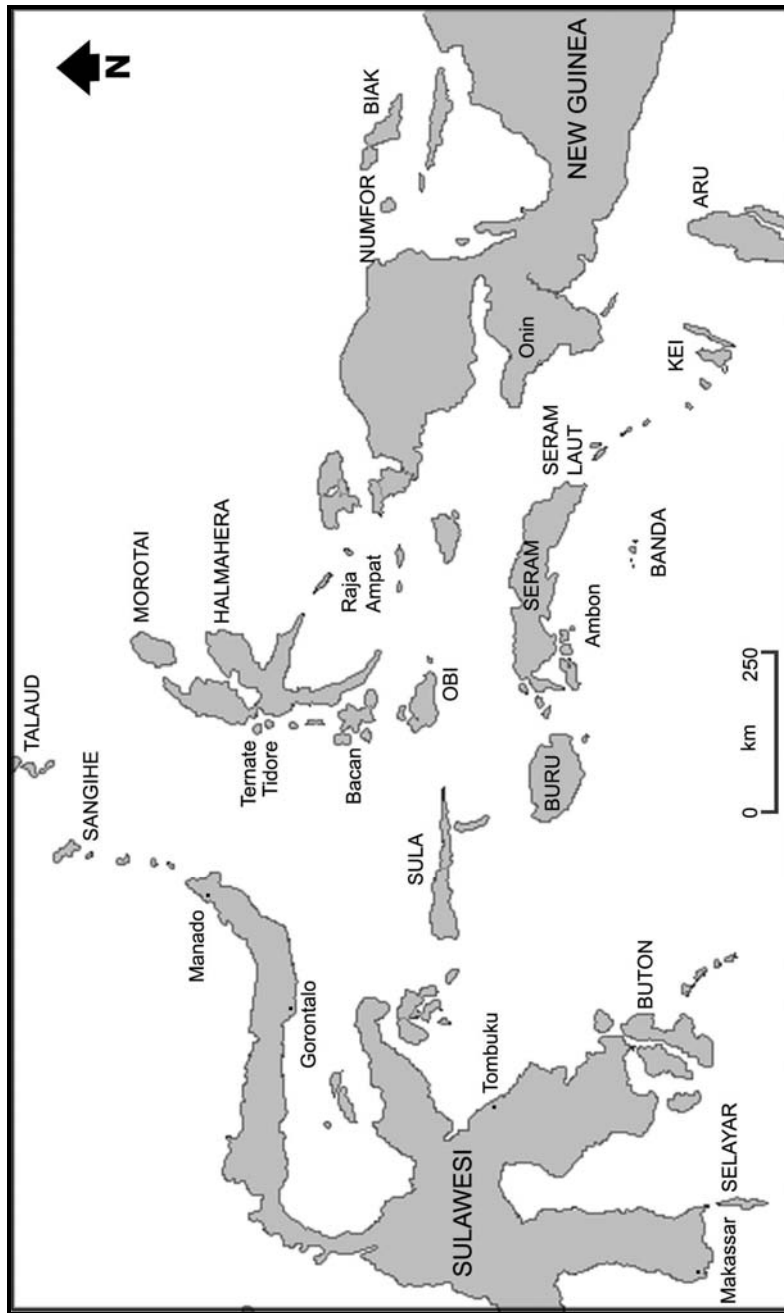 N
TALAUD
SANGIHE
MOROTAI
HALMAHERA
Manado
Ternate
Tidore
Gorontalo
Bacan
Raja
Ampat
NUMFOR
BIAK
OBI
SULA
SULAWESI
Tombuku
BURU
SERAM
SERAM
LAUT
Onin
NEW GUINEA
Ambon
BANDA
KEI
ARU
BUTON
Makassar
SELAYAR
0 km 250